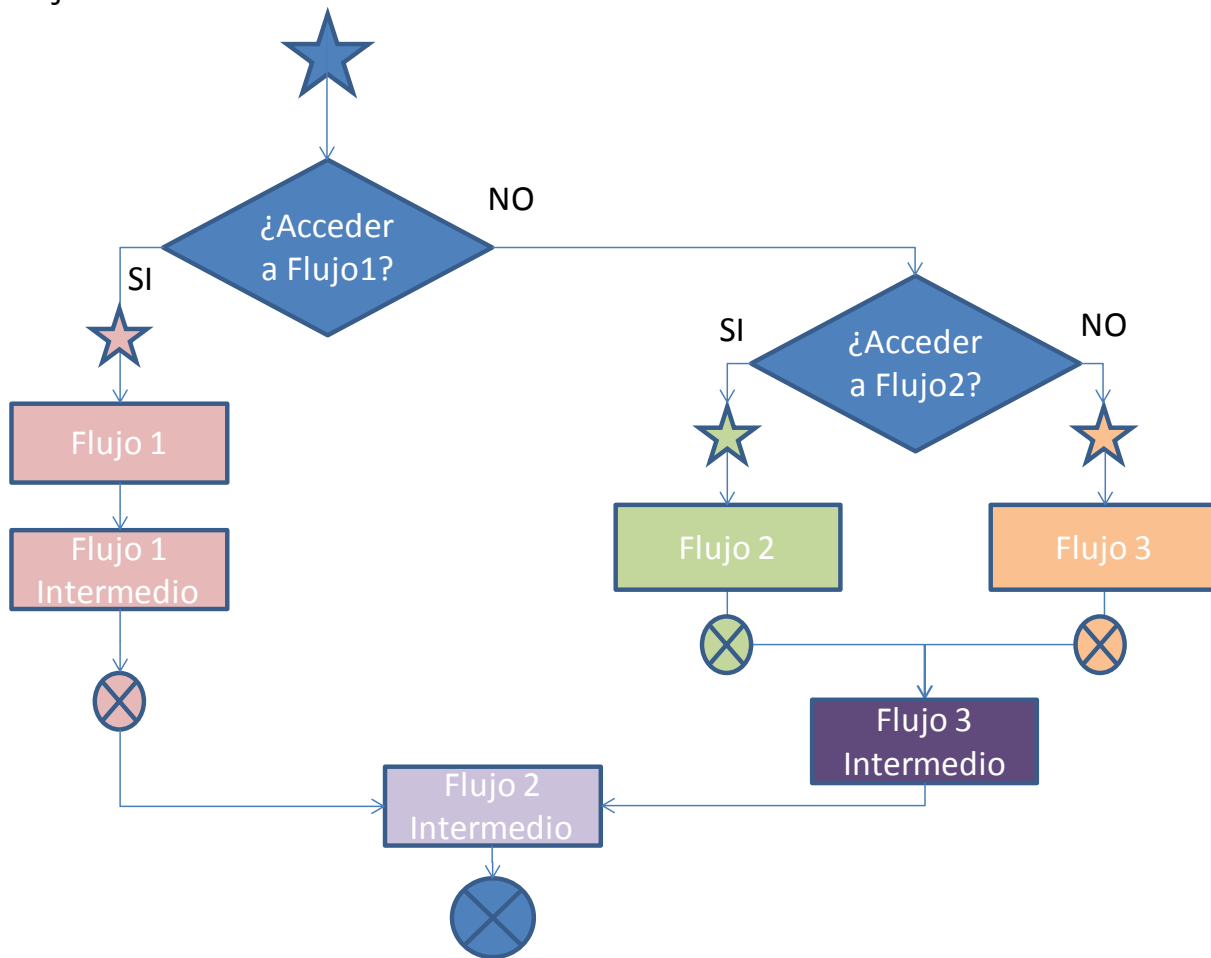 ¿Acceder
a Flujo1?
NO
SI
¿Acceder
a Flujo2?
SI
NO
Flujo 1
Flujo 1
Intermedio
Flujo 2
Flujo 3
Flujo 3
Intermedio
Flujo 2
Intermedio